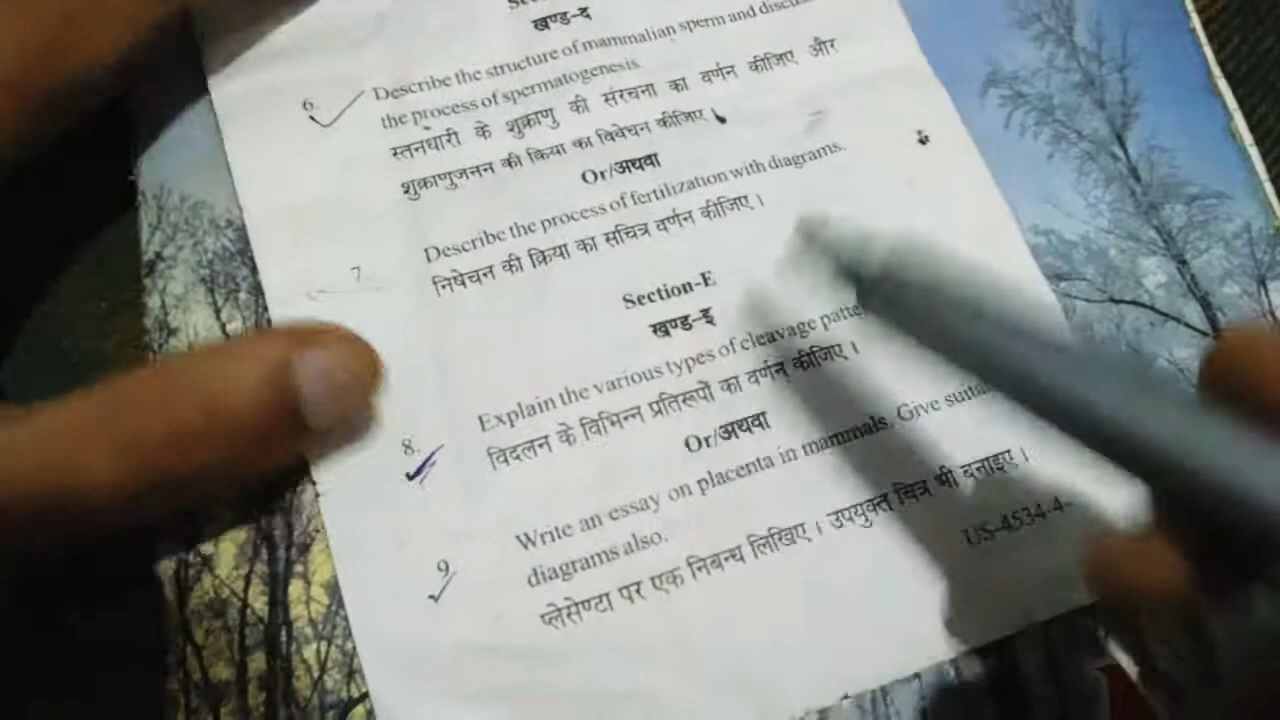 खण्ड-द
6. Describe the structure of mammalian sperm and
the process of spermatogenesis.
स्तनधारी के शुक्राणु की संरचना का वर्णन कीजिए और
शुक्राणुजनन की क्रिया का विवेचन कीजिए।
Or/अथवा
7 Describe the process of fertilization with diagrams.
निषेचन की क्रिया का सचित्र वर्णन कीजिए।
Section-E
खण्ड-इ
8. Explain the various types of cleavage
विदलन के विभिन्न प्रतिरूपों का वर्णन कीजिए।
Or/अथवा
9 Write an essay on placenta in mammals. Give
diagrams also.
प्लेसेण्टा पर एक निबन्ध लिखिए। उपयुक्त चित्र भी बनाइए।
US-4534-4-